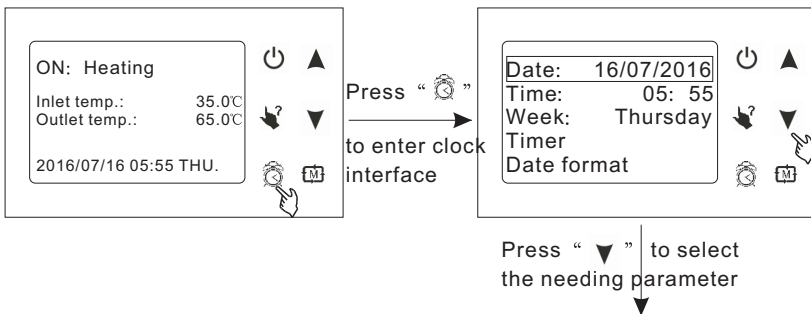 ON: Heating
Inlet temp.: 35.0℃
Outlet temp.: 65.0℃
2016/07/16 05:55 THU.
?
M
Press “ ”
to enter clock
interface
Date: 16/07/2016
Time: 05: 55
Week: Thursday
Timer
Date format
?
M
Press “ ▼ ” to select
the needing parameter